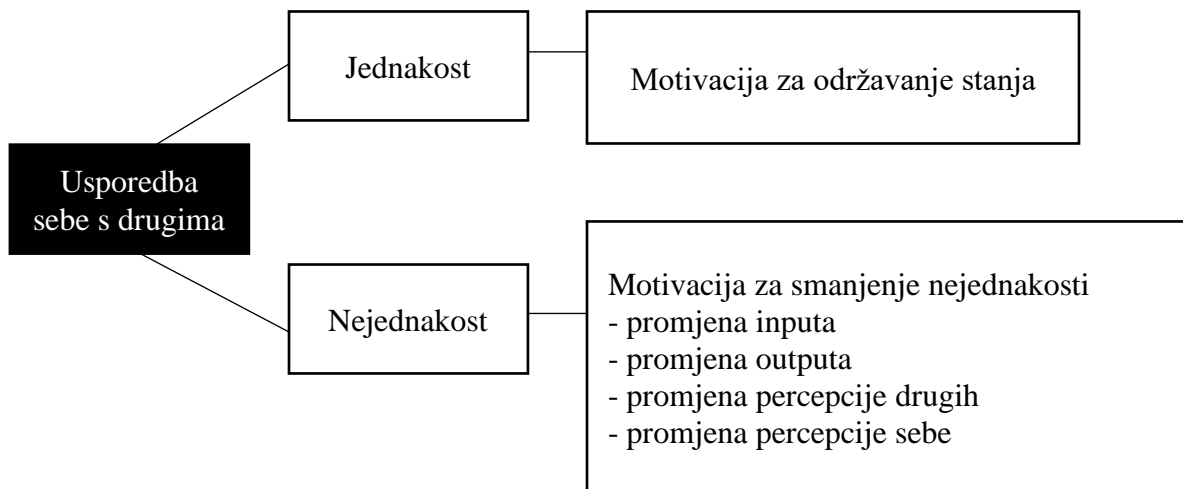 Jednakost
Motivacija za održavanje stanja
Usporedba
sebe s drugima
Nejednakost
Motivacija za smanjenje nejednakosti
- promjena inputa
- promjena outputa
- promjena percepcije drugih
- promjena percepcije sebe